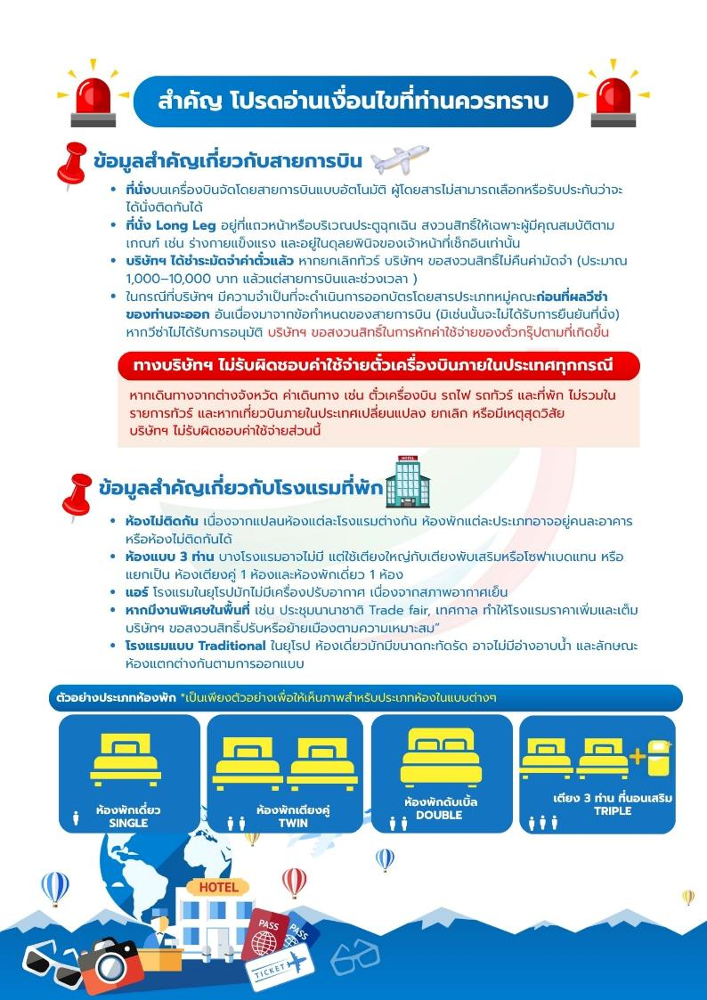 สำคัญ โปรดอ่านเงื่อนไขที่ท่านควรทราบ
ข้อมูลสำคัญเกี่ยวกับสายการบิน
• ที่นั่งบนเครื่องบินจัดโดยสายการบินแบบอัตโนมัติ ผู้โดยสารไม่สามารถเลือกหรือรับประกันว่าจะ
ได้นั่งติดกันได้
• ที่นั่ง Long Leg อยู่ที่แถวหน้าหรือบริเวณประตูฉุกเฉิน สงวนสิทธิ์ให้เฉพาะผู้มีคุณสมบัติตาม
เกณฑ์ เช่น ร่างกายแข็งแรง และอยู่ในดุลยพินิจของเจ้าหน้าที่เช็กอินเท่านั้น
• บริษัทฯ ได้ชำระมัดจำค่าตั๋วแล้ว หากยกเลิกทัวร์ บริษัทฯ ขอสงวนสิทธิ์ไม่คืนค่ามัดจำ (ประมาณ
1,000–10,000 บาท แล้วแต่สายการบินและช่วงเวลา )
• ในกรณีที่บริษัทฯ มีความจำเป็นที่จะดำเนินการออกบัตรโดยสารประเภทหมู่คณะก่อนที่ผลวีซ่า
ของท่านจะออก อันเนื่องมาจากข้อกำหนดของสายการบิน (มิเช่นนั้นจะไม่ได้รับการยืนยันที่นั่ง)
หากวีซ่าไม่ได้รับการอนุมัติ บริษัทฯ ขอสงวนสิทธิ์ในการหักค่าใช้จ่ายของตั๋วกรุ๊ปตามที่เกิดขึ้น
ทางบริษัทฯ ไม่รับผิดชอบค่าใช้จ่ายตั๋วเครื่องบินภายในประเทศทุกกรณี
หากเดินทางจากต่างจังหวัด ค่าเดินทาง เช่น ตั๋วเครื่องบิน รถไฟ รถทัวร์ และที่พัก ไม่รวมใน
รายการทัวร์ และหากเที่ยวบินภายในประเทศเปลี่ยนแปลง ยกเลิก หรือมีเหตุสุดวิสัย
บริษัทฯ ไม่รับผิดชอบค่าใช้จ่ายส่วนนี้
HOTEL
ข้อมูลสำคัญเกี่ยวกับโรงแรมที่พัก
• ห้องไม่ติดกัน เนื่องจากแปลนห้องแต่ละโรงแรมต่างกัน ห้องพักแต่ละประเภทอาจอยู่คนละอาคาร
หรือห้องไม่ติดกันได้
• ห้องแบบ 3 ท่าน บางโรงแรมอาจไม่มี แต่ใช้เตียงใหญ่กับเตียงพับเสริมหรือโซฟาเบดแทน หรือ
แยกเป็น ห้องเตียงคู่ 1 ห้องและห้องพักเดี่ยว 1 ห้อง
• แอร์ โรงแรมในยุโรปมักไม่มีเครื่องปรับอากาศ เนื่องจากสภาพอากาศเย็น
• หากมีงานพิเศษในพื้นที่ เช่น ประชุมนานาชาติ Trade fair, เทศกาล ทำให้โรงแรมราคาเพิ่มและเต็ม
บริษัทฯ ขอสงวนสิทธิ์ปรับหรือย้ายเมืองตามความเหมาะสม”
• โรงแรมแบบ Traditional ในยุโรป ห้องเดี่ยวมักมีขนาดกะทัดรัด อาจไม่มีอ่างอาบน้ำ และลักษณะ
ห้องแตกต่างกันตามการออกแบบ
ตัวอย่างประเภทห้องพัก *เป็นเพียงตัวอย่างเพื่อให้เห็นภาพสำหรับประเภทห้องในแบบต่างๆ
ห้องพักเดี่ยว
SINGLE
ห้องพักเตียงคู่
TWIN
ห้องพักดับเบิ้ล
DOUBLE
เตียง 3 ท่าน ที่นอนเสริม
TRIPLE
HOTEL
PASS
PASS
TICKET